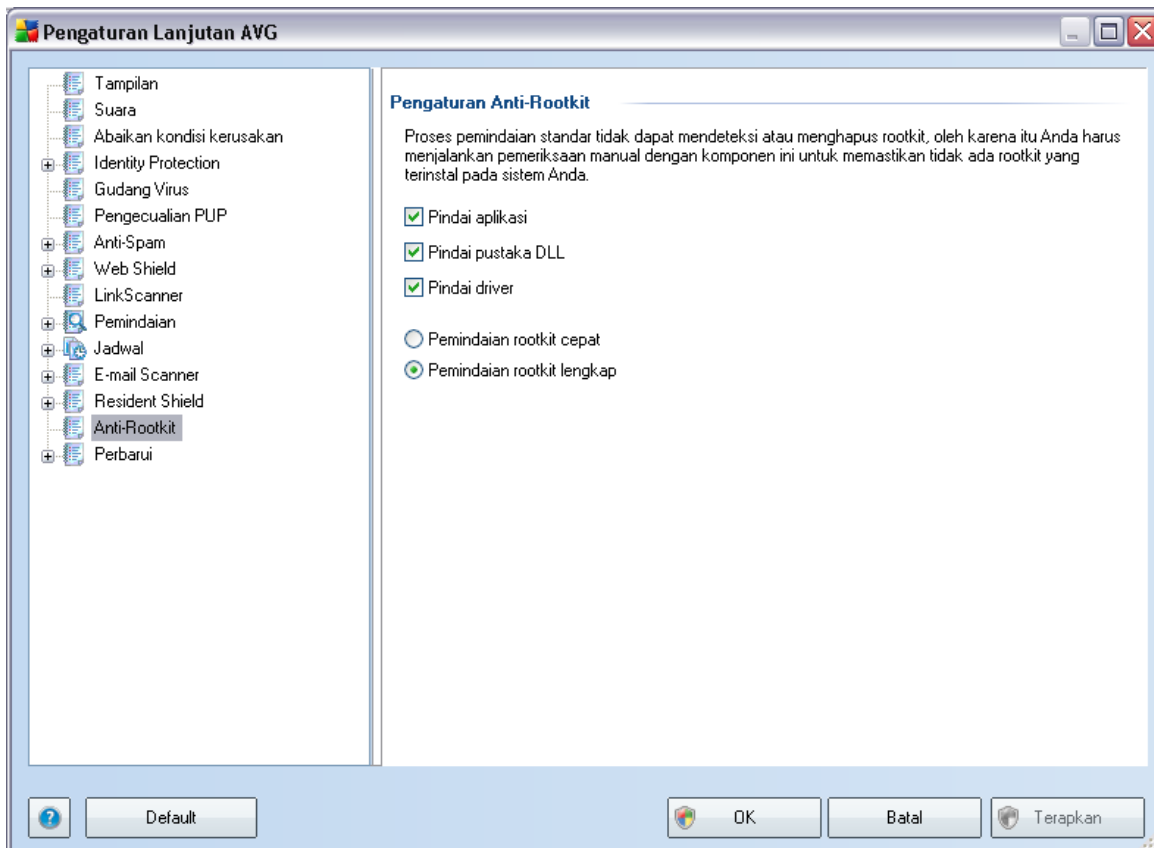 Pengaturan Lanjutan AVG
Tampilan
Suara
Abaikan kondisi kerusakan
Identity Protection
Gudang Virus
Pengecualian PUP
Anti-Spam
Web Shield
LinkScanner
Pemindaian
Jadwal
E-mail Scanner
Resident Shield
Anti-Rootkit
Perbarui
Pengaturan Anti-Rootkit
Proses pemindaian standar tidak dapat mendeteksi atau menghapus rootkit, oleh karena itu Anda harus
menjalankan pemeriksaan manual dengan komponen ini untuk memastikan tidak ada rootkit yang
terinstal pada sistem Anda.
Pindai aplikasi
Pindai pustaka DLL
Pindai driver
Pemindaian rootkit cepat
Pemindaian rootkit lengkap
?
Default
OK
Batal
Terapkan